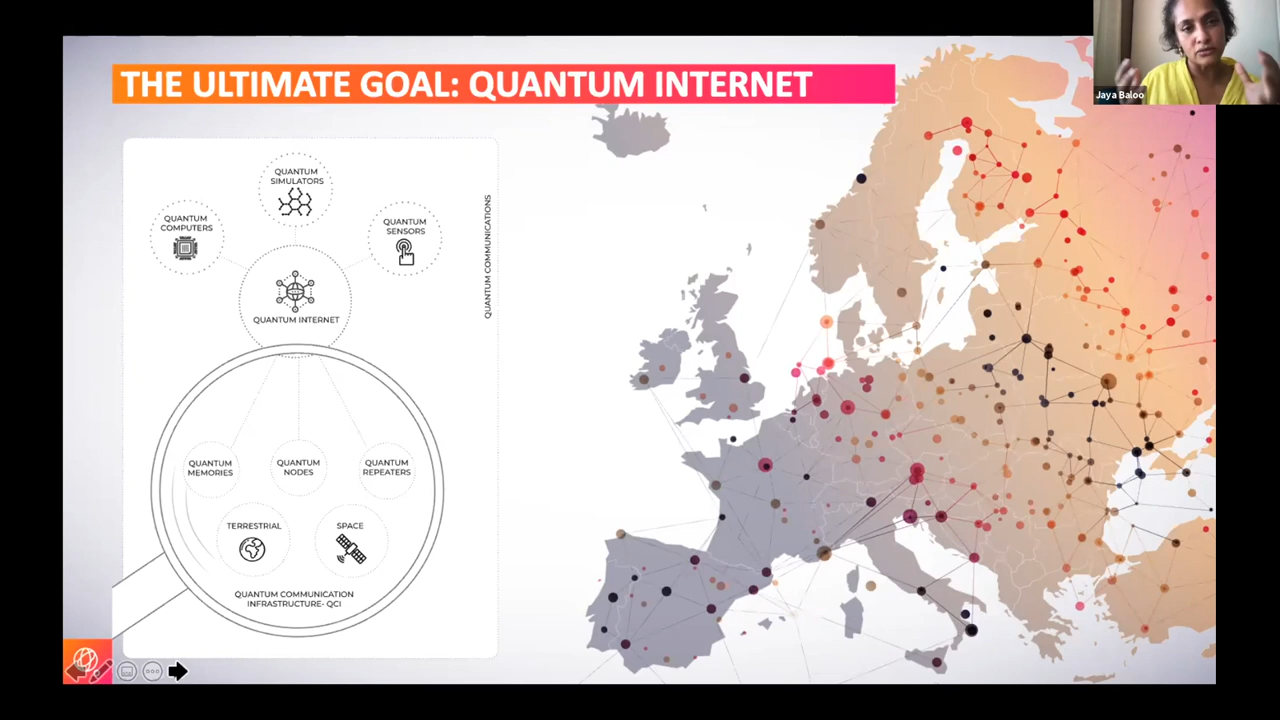 THE ULTIMATE GOAL: QUANTUM INTERNET
Jaya Baloo
QUANTUM
SIMULATORS
QUANTUM
COMPUTERS
QUANTUM
SENSORS
QUANTUM INTERNET
QUANTUM COMMUNICATIONS
QUANTUM
MEMORIES
QUANTUM
NODES
QUANTUM
REPEATERS
TERRESTRIAL
SPACE
QUANTUM COMMUNICATION
INFRASTRUCTURE- QCI